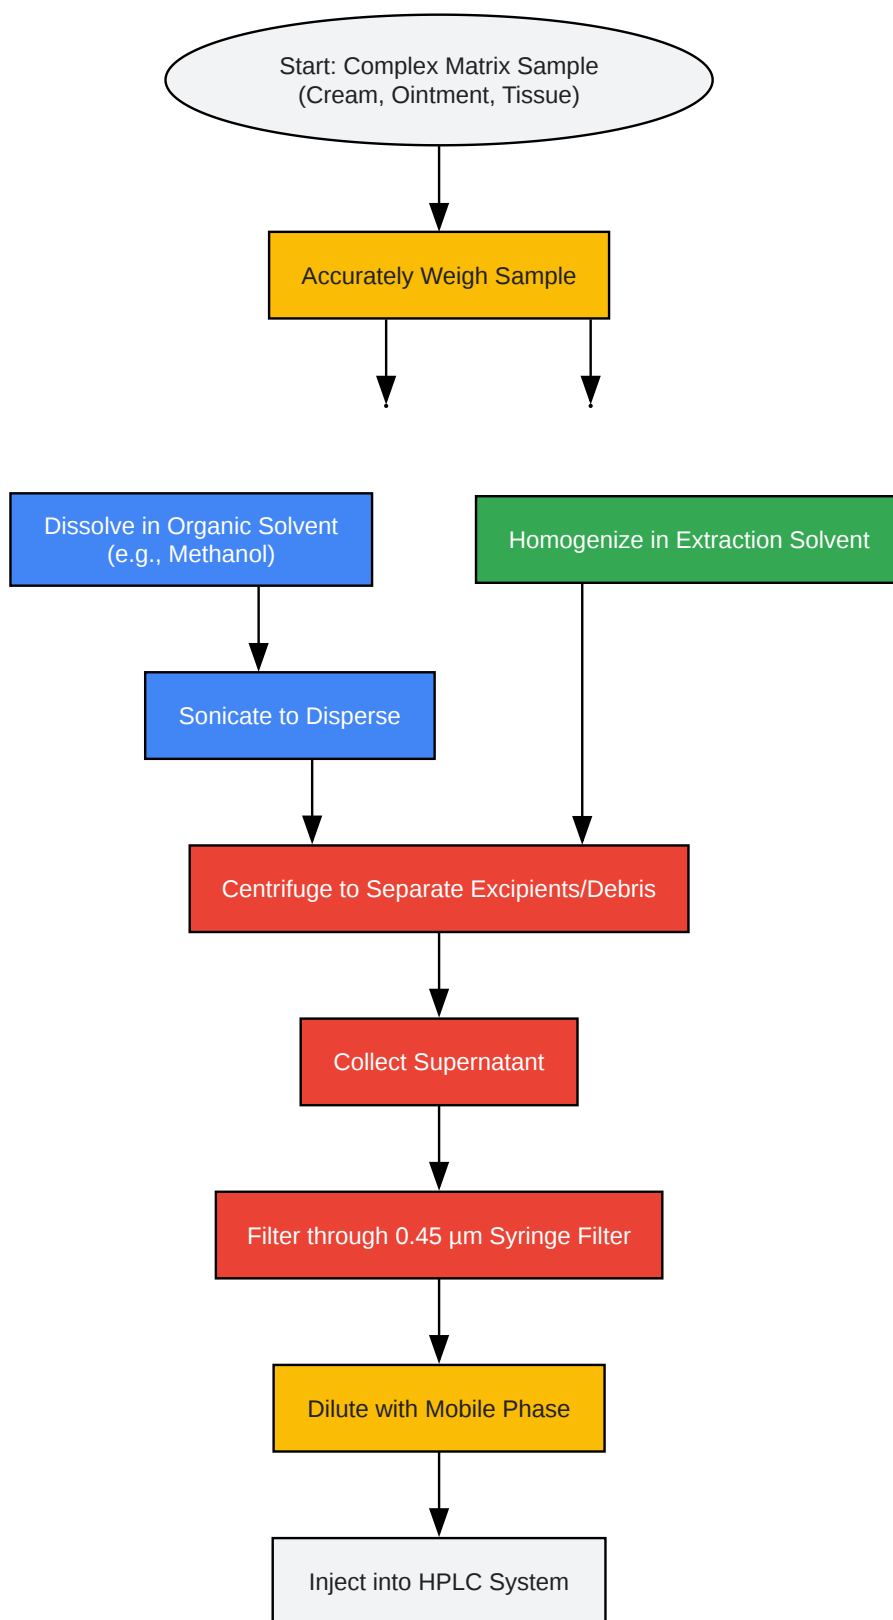 Start: Complex Matrix Sample
(Cream, Ointment, Tissue)
Accurately Weigh Sample
Dissolve in Organic Solvent
(e.g., Methanol)
Homogenize in Extraction Solvent
Sonicate to Disperse
Centrifuge to Separate Excipients/Debris
Collect Supernatant
Filter through 0.45 µm Syringe Filter
Dilute with Mobile Phase
Inject into HPLC System